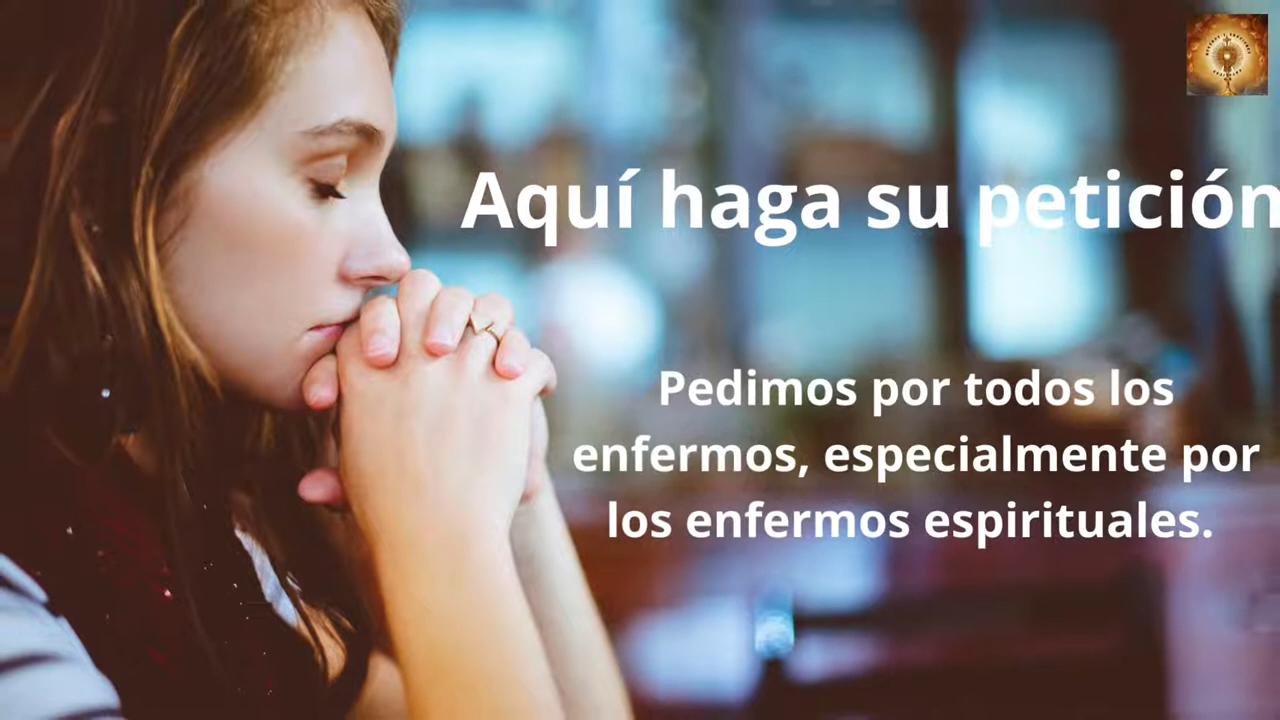 Aquí haga su petición
Pedimos por todos los
enfermos, especialmente por
los enfermos espirituales.